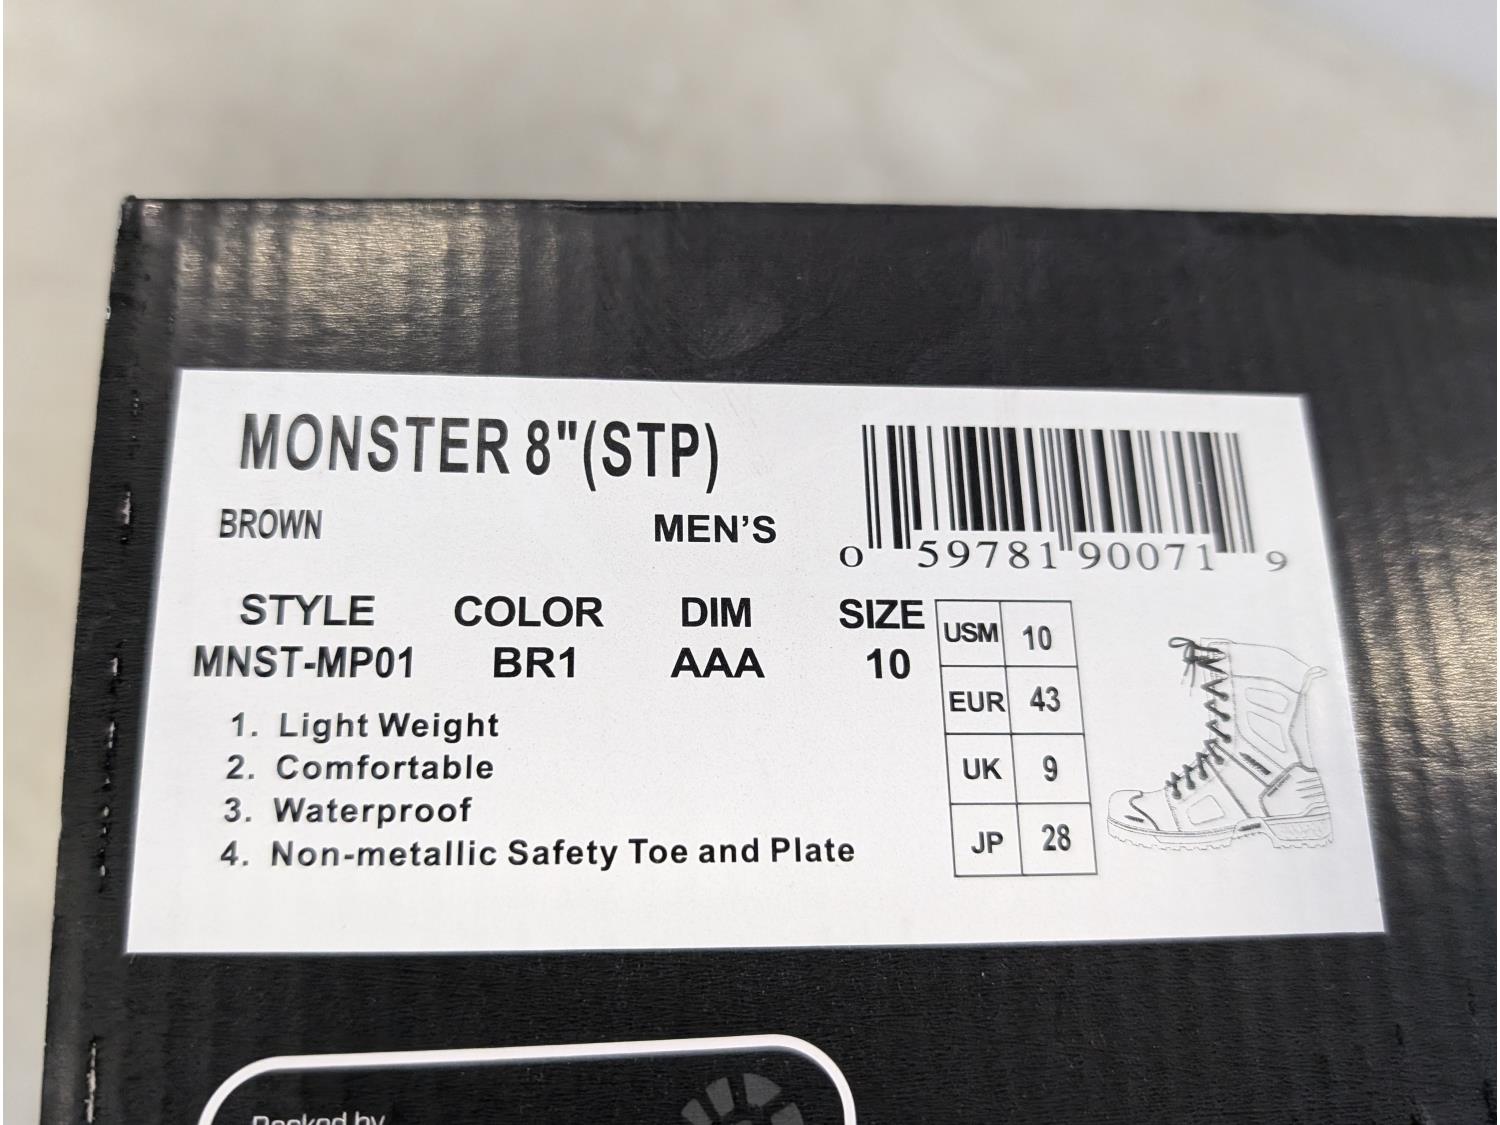 MONSTER 8"(STP)
BROWN MEN'S
0 59781 90071 9
STYLE COLOR DIM SIZE
MNST-MP01 BR1 AAA 10
USM 10
EUR 43
UK 9
JP 28
1. Light Weight
2. Comfortable
3. Waterproof
4. Non-metallic Safety Toe and Plate
Packed by